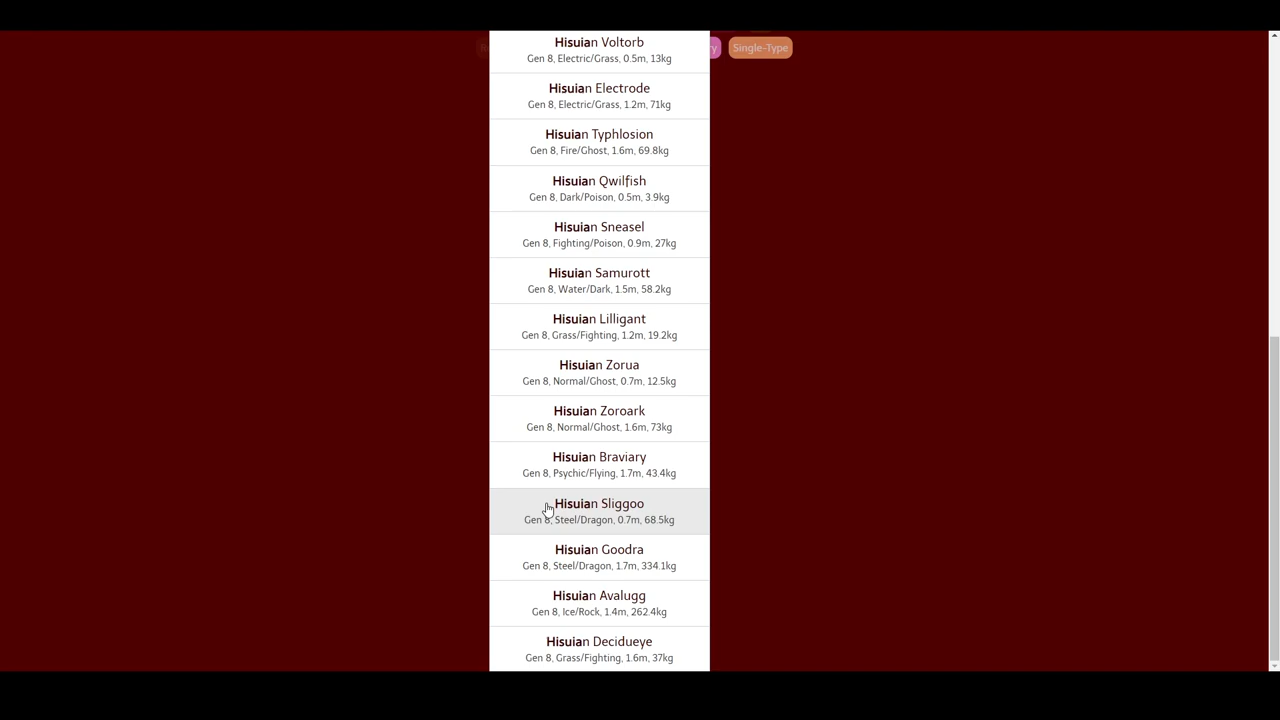 Hisuian Voltorb
y
Single-Type
Gen 8, Electric/Grass, 0.5m, 13kg
Hisuian Electrode
Gen 8, Electric/Grass, 1.2m, 71kg
Hisuian Typhlosion
Gen 8, Fire/Ghost, 1.6m, 69.8kg
Hisuian Qwilfish
Gen 8, Dark/Poison, 0.5m, 3.9kg
Hisuian Sneasel
Gen 8, Fighting/Poison, 0.9m, 27kg
Hisuian Samurott
Gen 8, Water/Dark, 1.5m, 58.2kg
Hisuian Lilligant
Gen 8, Grass/Fighting, 1.2m, 19.2kg
Hisuian Zorua
Gen 8, Normal/Ghost, 0.7m, 12.5kg
Hisuian Zoroark
Gen 8, Normal/Ghost, 1.6m, 73kg
Hisuian Braviary
Gen 8, Psychic/Flying, 1.7m, 43.4kg
Hisuian Sliggoo
Gen 8, Steel/Dragon, 0.7m, 68.5kg
Hisuian Goodra
Gen 8, Steel/Dragon, 1.7m, 334.1kg
Hisuian Avalugg
Gen 8, Ice/Rock, 1.4m, 262.4kg
Hisuian Decidueye
Gen 8, Grass/Fighting, 1.6m, 37kg